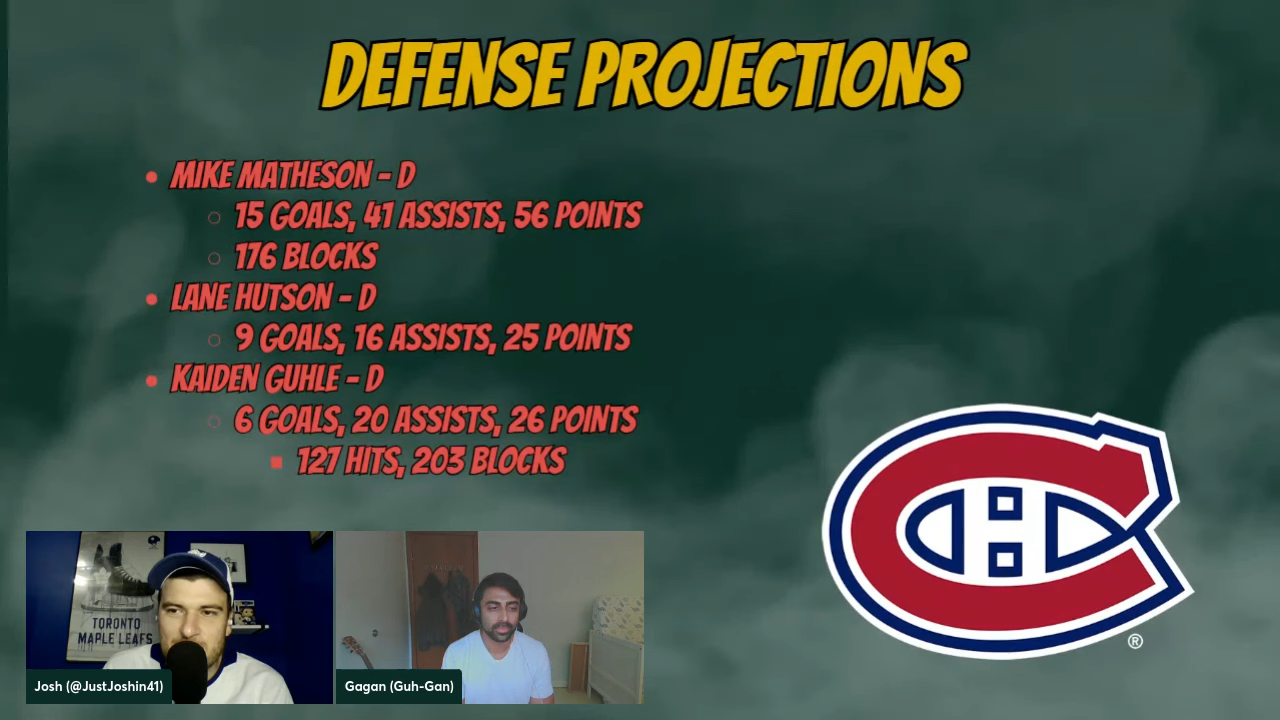 DEFENSE PROJECTIONS
MIKE MATHESON - D
15 GOALS, 41 ASSISTS, 56 POINTS
176 BLOCKS
LANE HUTSON - D
9 GOALS, 16 ASSISTS, 25 POINTS
KAIDEN GUHLE - D
6 GOALS, 20 ASSISTS, 26 POINTS
127 HITS, 203 BLOCKS
TORONTO
MAPLE LEAFS
Josh (@JustJoshin41)
Gagan (Guh-Gan)
®